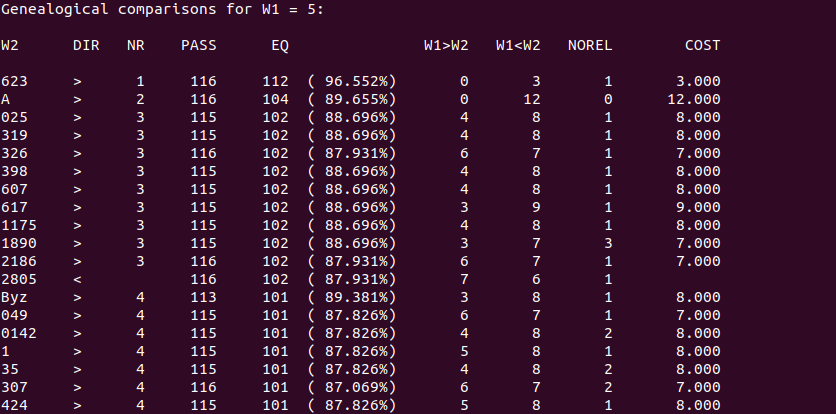 Genealogical comparisons for W1 = 5:
W2 DIR NR PASS EQ W1>W2 W1<W2 NOREL COST
623 > 1 116 112 ( 96.552%) 0 3 1 3.000
A > 2 116 104 ( 89.655%) 0 12 0 12.000
025 > 3 115 102 ( 88.696%) 4 8 1 8.000
319 > 3 115 102 ( 88.696%) 4 8 1 8.000
326 > 3 116 102 ( 87.931%) 6 7 1 7.000
398 > 3 115 102 ( 88.696%) 4 8 1 8.000
607 > 3 115 102 ( 88.696%) 4 8 1 8.000
617 > 3 115 102 ( 88.696%) 3 9 1 9.000
1175 > 3 115 102 ( 88.696%) 4 8 1 8.000
1890 > 3 115 102 ( 88.696%) 3 7 3 7.000
2186 > 3 116 102 ( 87.931%) 6 7 1 7.000
2805 < 116 102 ( 87.931%) 7 6 1
Byz > 4 113 101 ( 89.381%) 3 8 1 8.000
049 > 4 115 101 ( 87.826%) 6 7 1 7.000
0142 > 4 115 101 ( 87.826%) 4 8 2 8.000
1 > 4 115 101 ( 87.826%) 5 8 1 8.000
35 > 4 115 101 ( 87.826%) 4 8 2 8.000
307 > 4 116 101 ( 87.069%) 6 7 2 7.000
424 > 4 115 101 ( 87.826%) 5 8 1 8.000